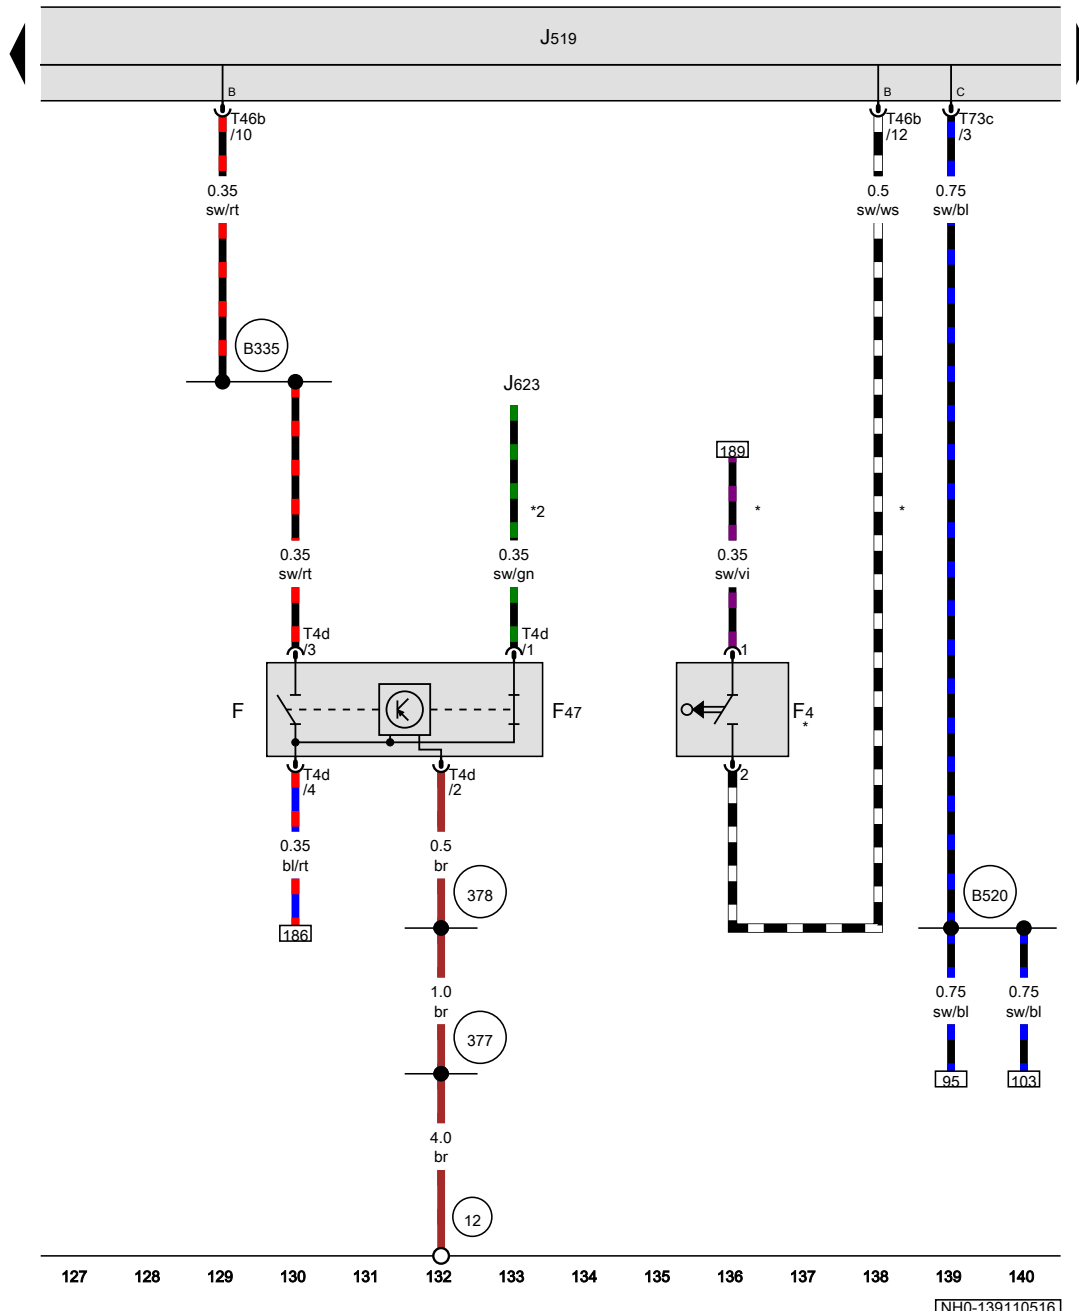 J519
B
B
C
T46b
/10
T46b
/12
T73c
/3
0.35
sw/rt
0.5
sw/ws
0.75
sw/bl
B335
J623
189
*2
*
*
0.35
sw/rt
0.35
sw/gn
0.35
sw/vi
T4d
/3
T4d
/1
1
F
F47
F4
*
T4d
/4
T4d
/2
2
0.35
bl/rt
0.5
br
378
B520
186
1.0
br
0.75
sw/bl
0.75
sw/bl
377
95
103
4.0
br
12
127 128 129 130 131 132 133 134 135 136 137 138 139 140
NH0-139110516